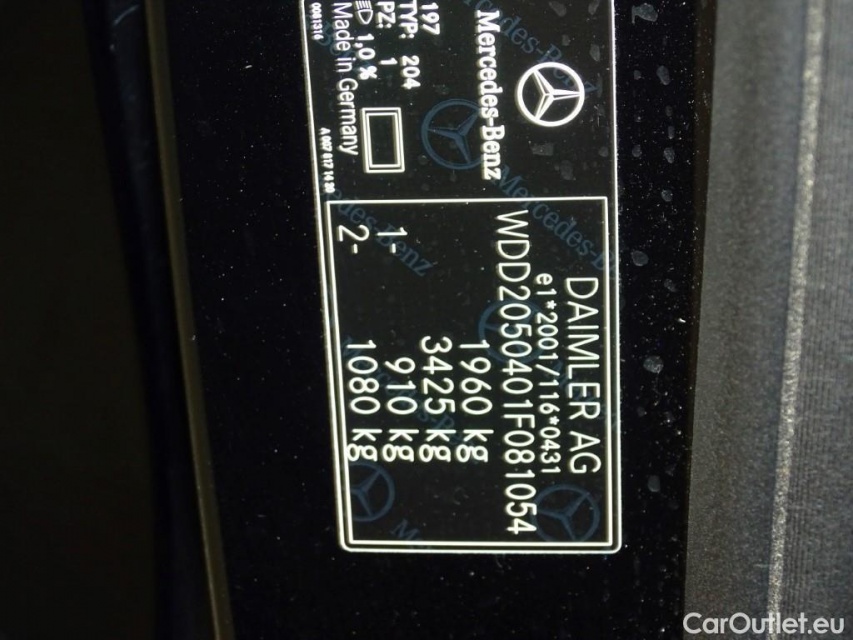 Mercedes-Benz
197
TYP: 204
PZ: 1
1,0 %
Made in Germany
0061316
DAIMLER AG
e1*2001/116*0431
WDD2050401F081054
1960 kg
3425 kg
1- 910 kg
2- 1080 kg
CarOutlet.eu